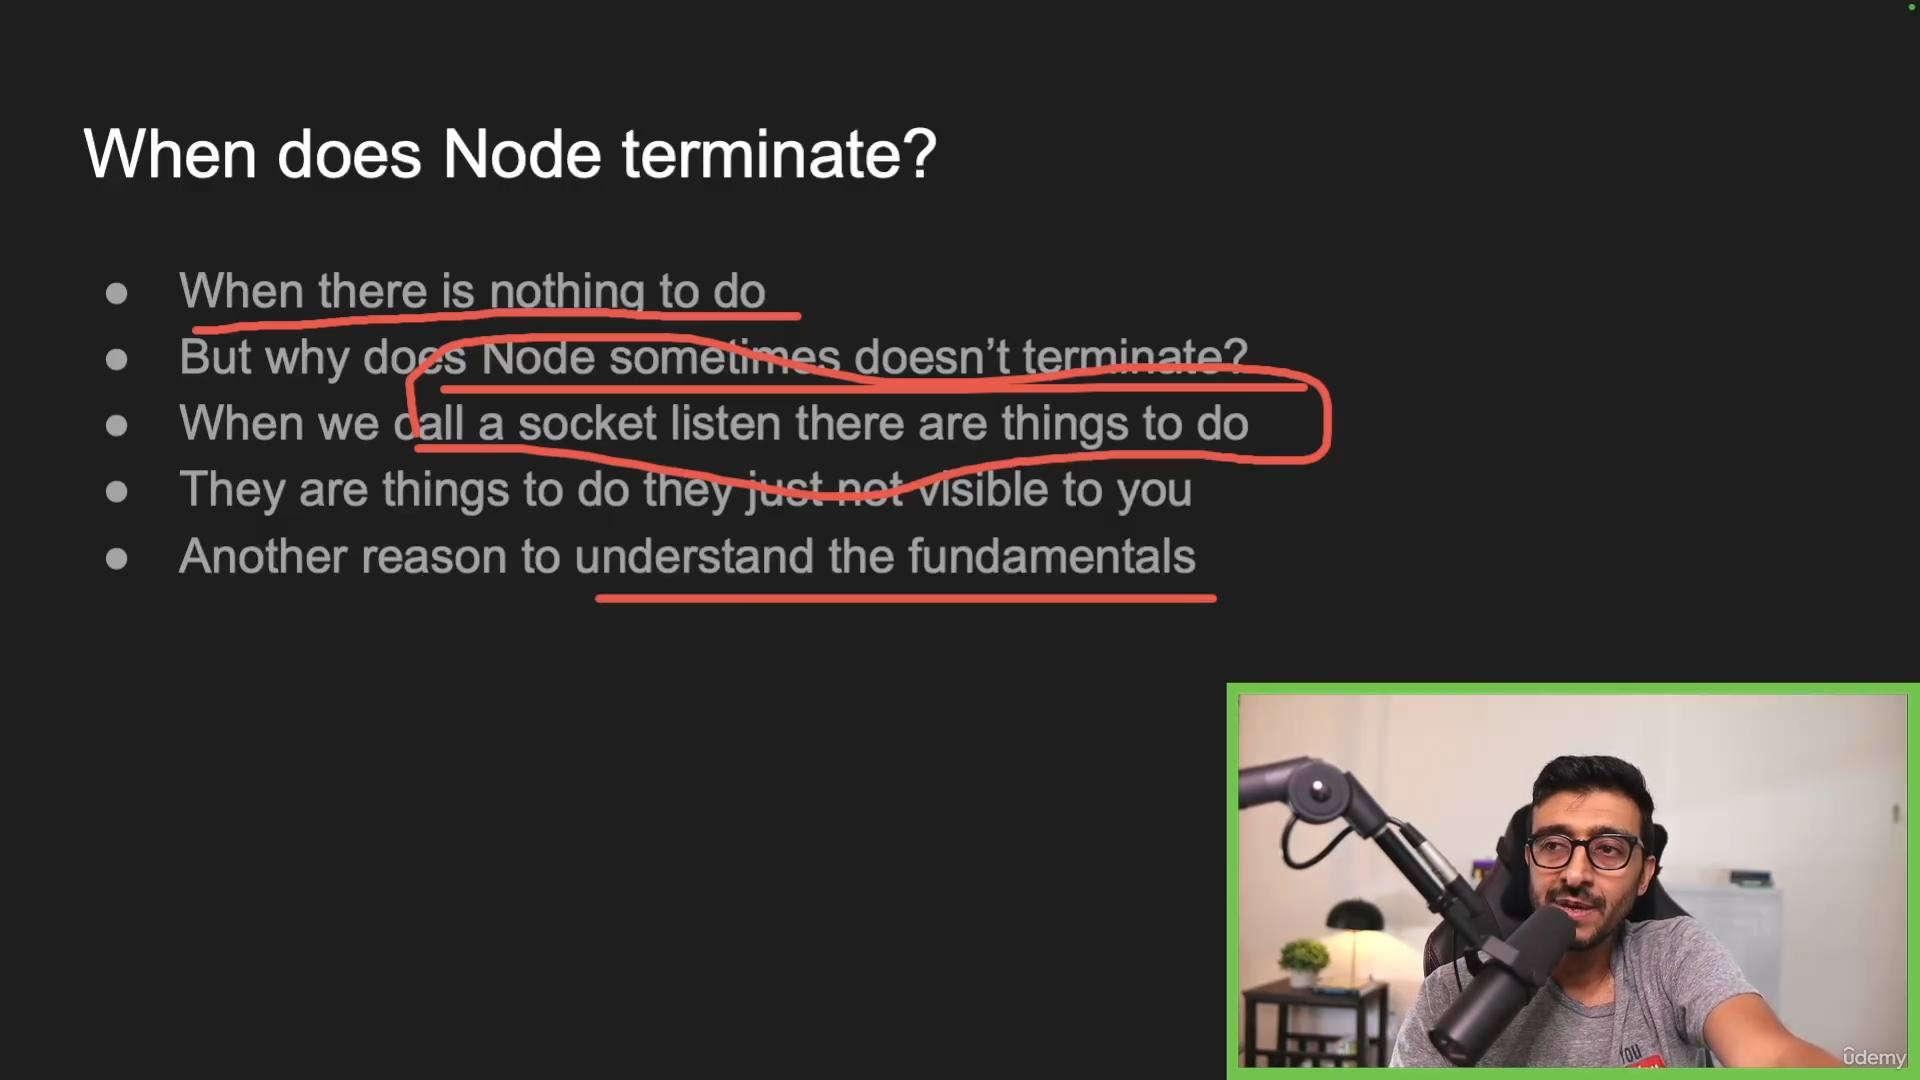 When does Node terminate?
● When there is nothing to do
● But why does Node sometimes doesn’t terminate?
● When we call a socket listen there are things to do
● They are things to do they just not visible to you
● Another reason to understand the fundamentals
You
ûdemy